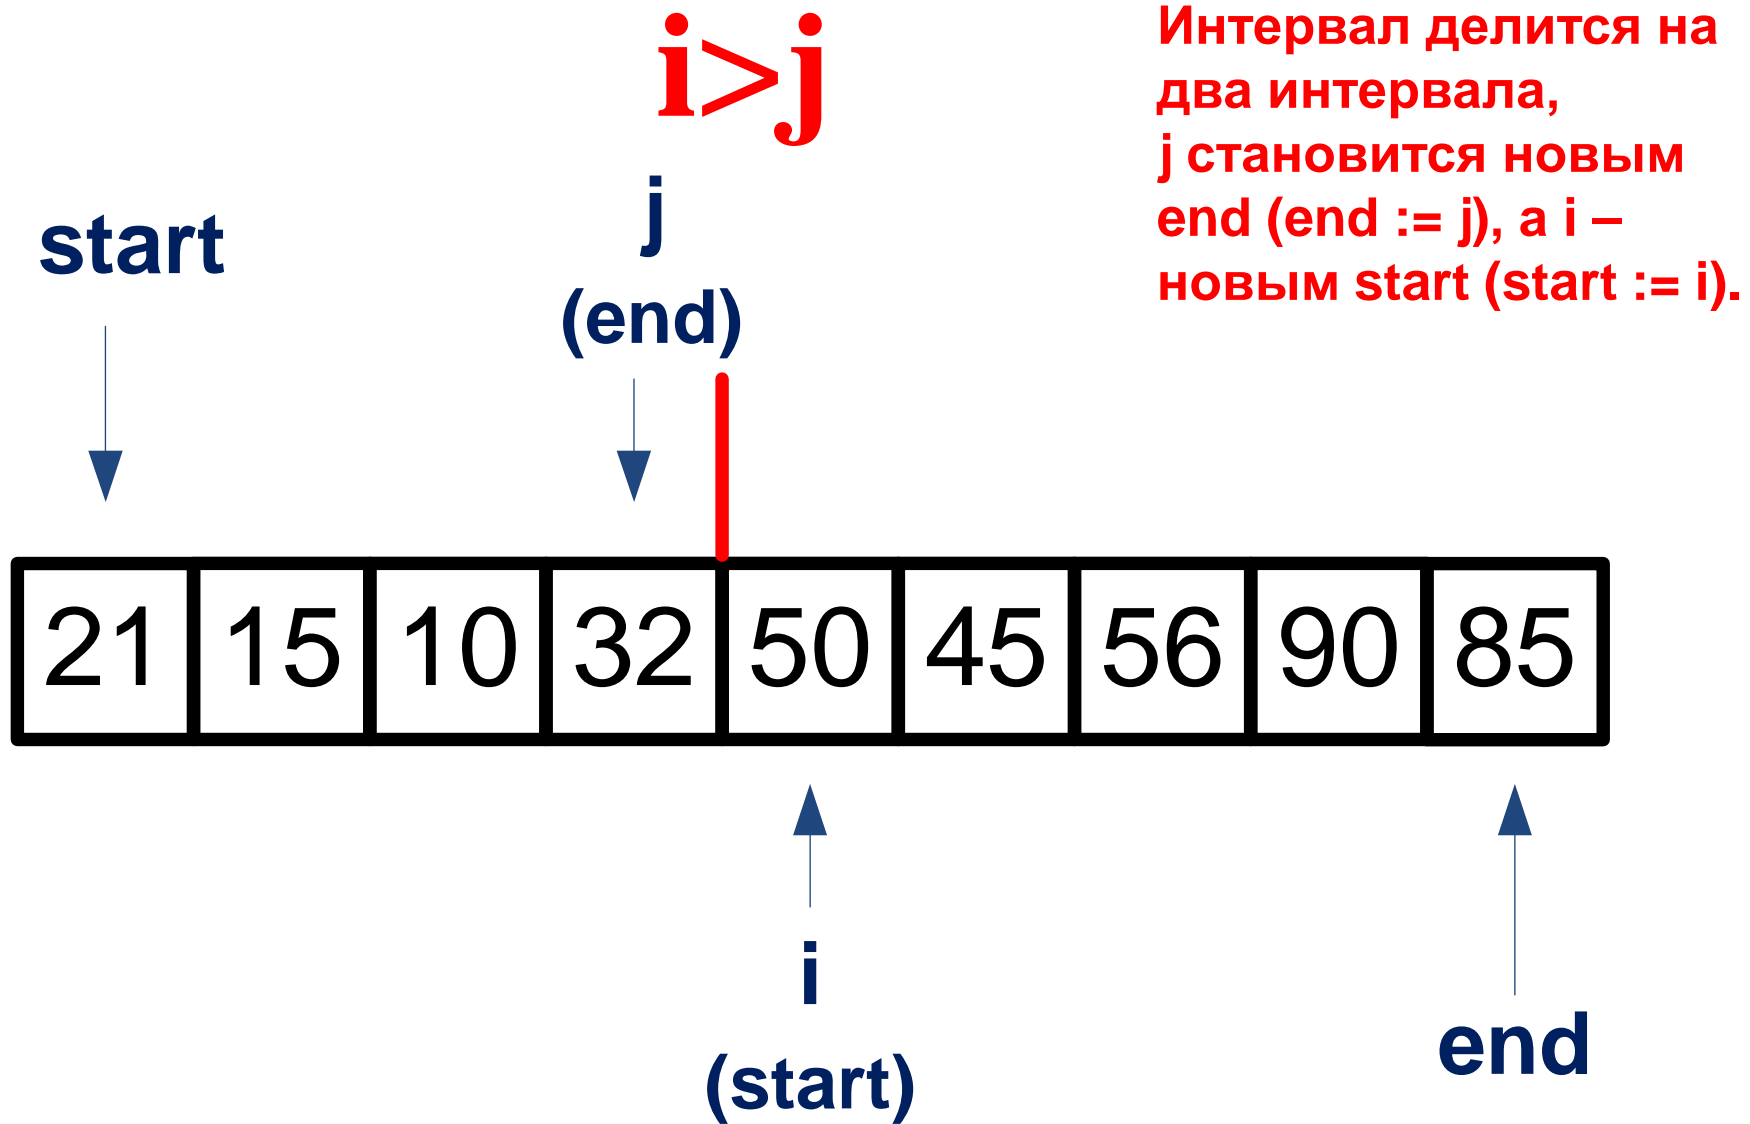 i>j
Интервал делится на
два интервала,
j становится новым
end (end := j), а i –
новым start (start := i).
start
j
(end)
21 15 10 32 50 45 56 90 85
i
(start)
end